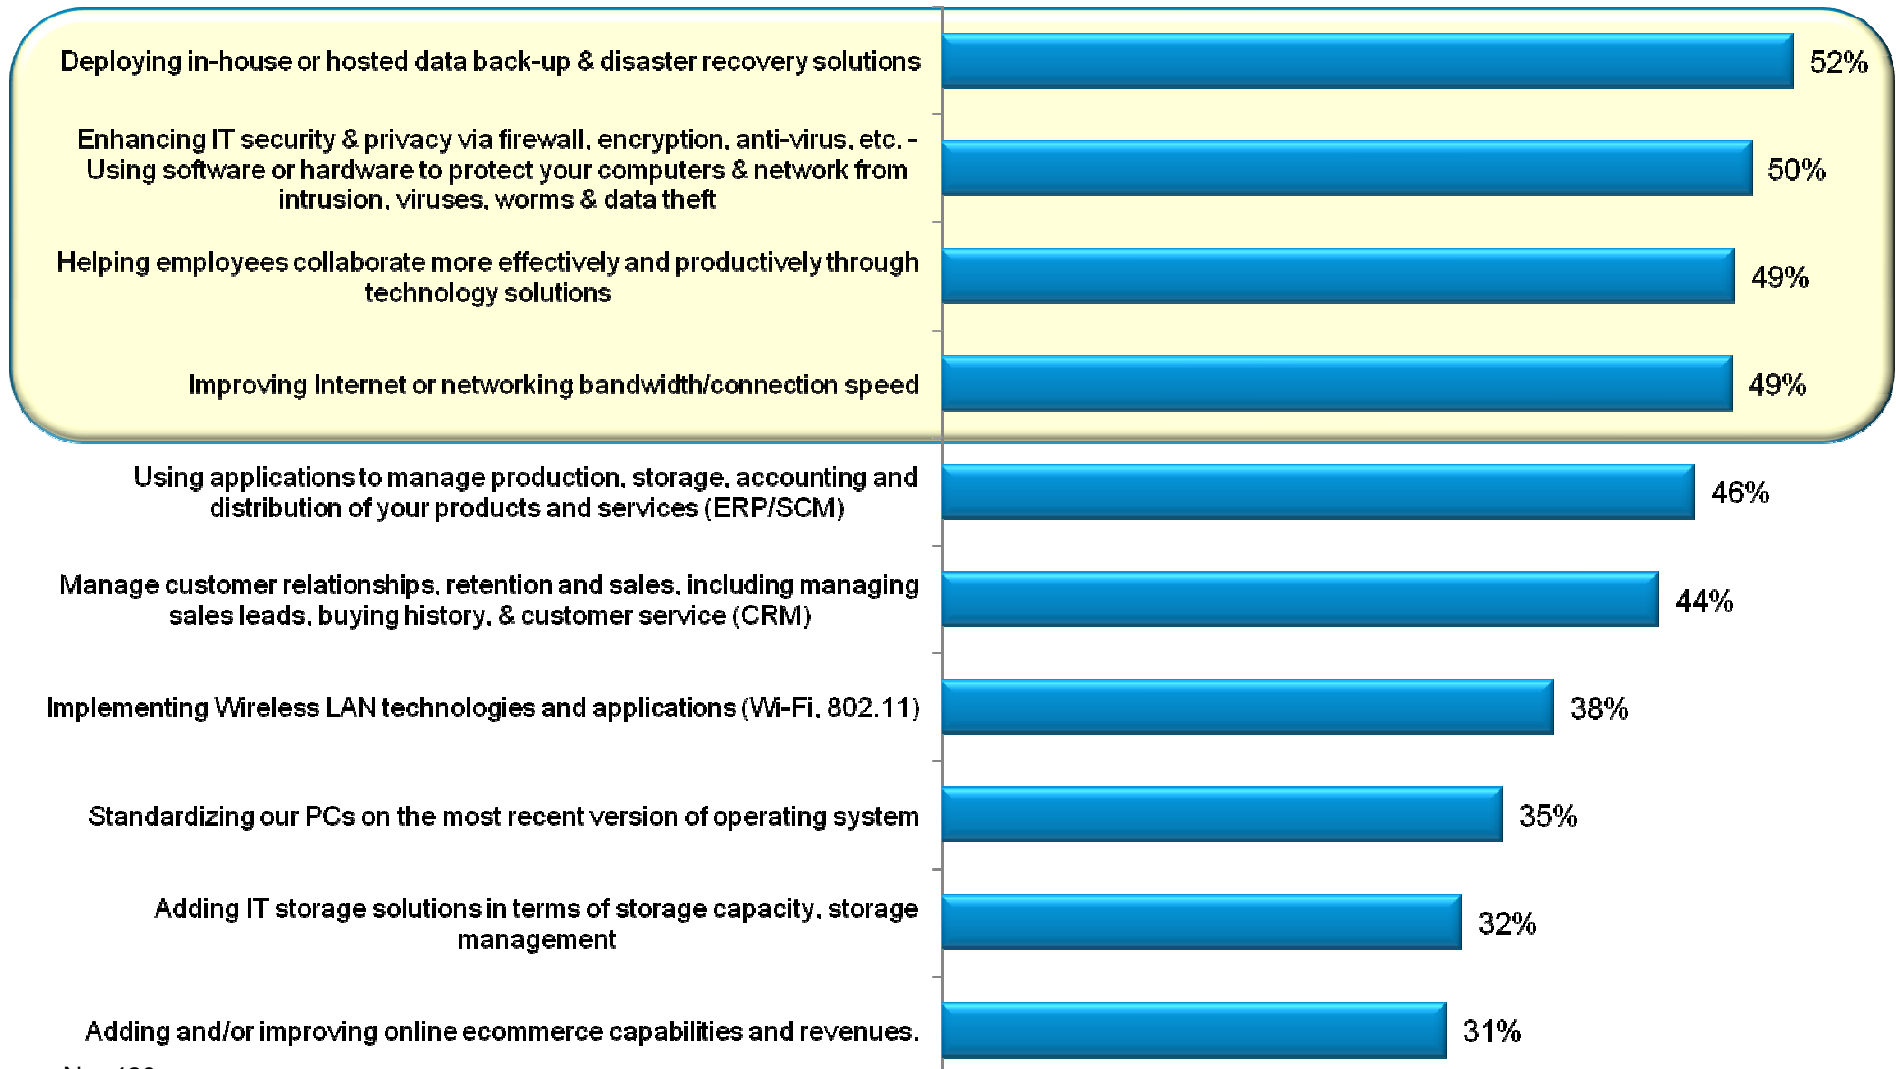 Deploying in-house or hosted data back-up & disaster recovery solutions
52%
Enhancing IT security & privacy via firewall, encryption, anti-virus, etc. -
Using software or hardware to protect your computers & network from
intrusion, viruses, worms & data theft
50%
Helping employees collaborate more effectively and productively through
technology solutions
49%
Improving Internet or networking bandwidth/connection speed
49%
Using applications to manage production, storage, accounting and
distribution of your products and services (ERP/SCM)
46%
Manage customer relationships, retention and sales, including managing
sales leads, buying history, & customer service (CRM)
44%
Implementing Wireless LAN technologies and applications (Wi-Fi, 802.11)
38%
Standardizing our PCs on the most recent version of operating system
35%
Adding IT storage solutions in terms of storage capacity, storage
management
32%
Adding and/or improving online ecommerce capabilities and revenues.
31%